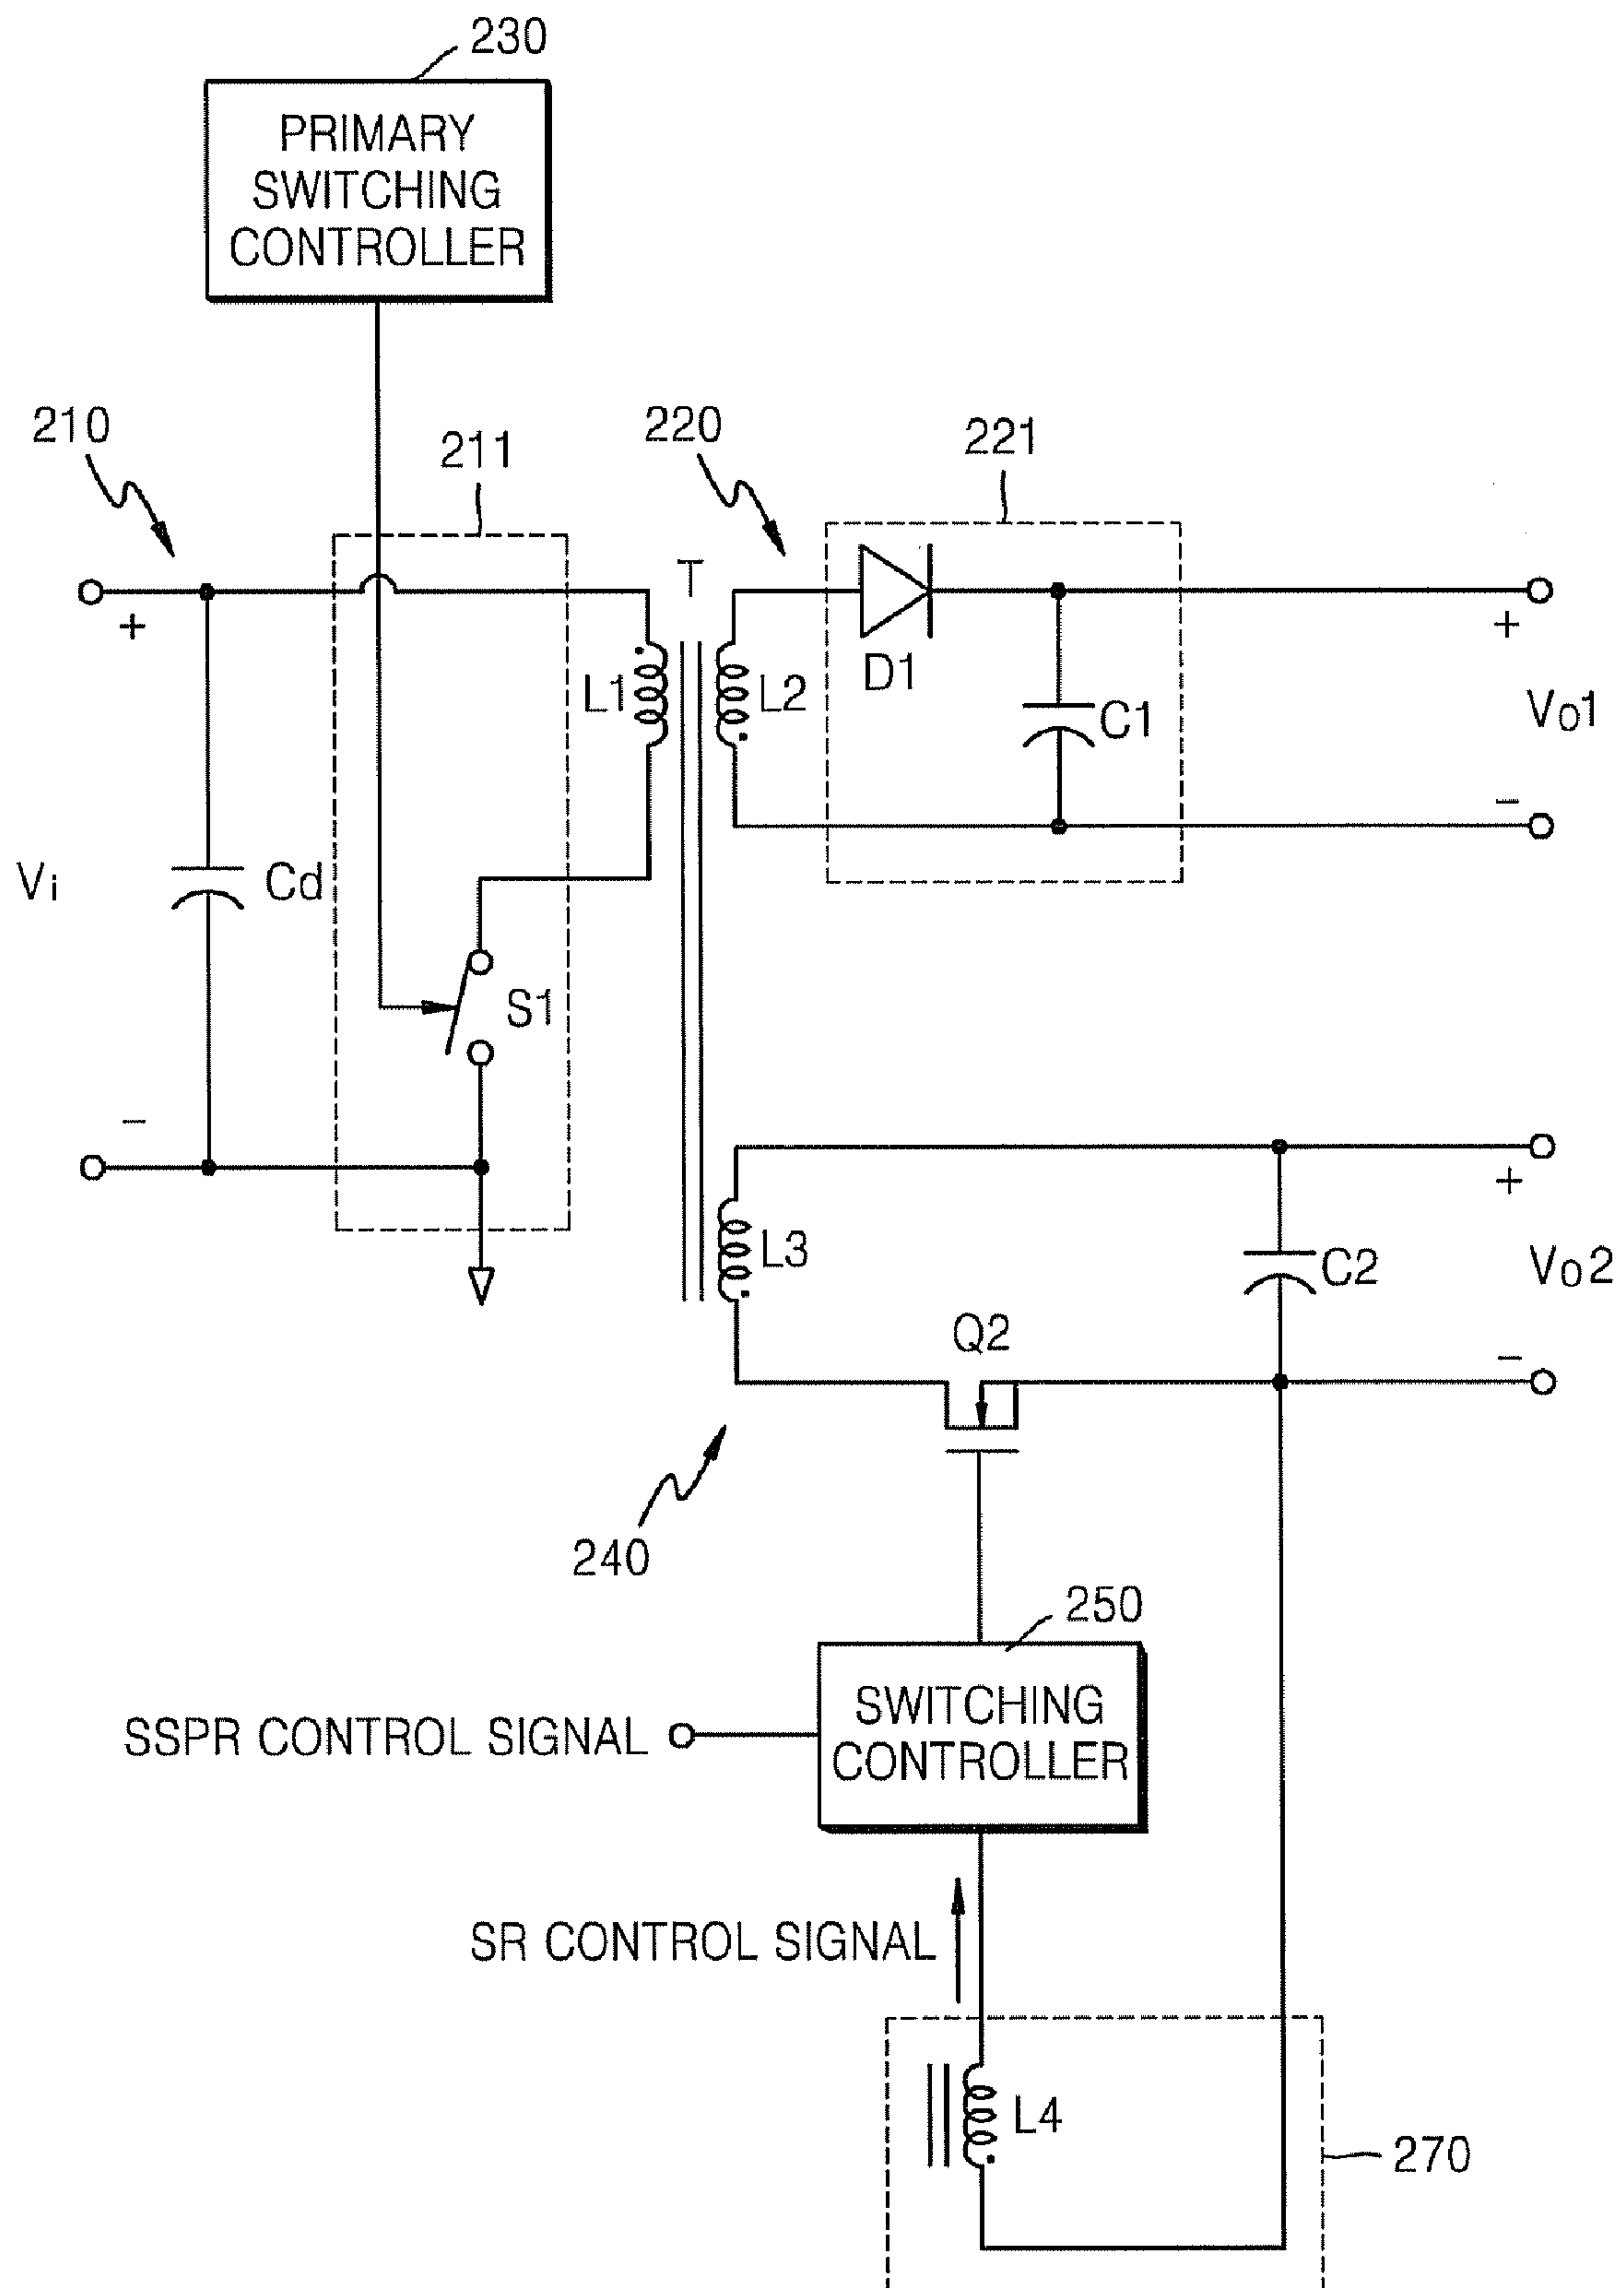 230
PRIMARY
SWITCHING
CONTROLLER
210
211
220
221
T
+
D1
+
L1
L2
C1
Vo1
−
Vi
Cd
S1
−
+
L3
C2
Vo2
Q2
−
240
250
SSPR CONTROL SIGNAL
SWITCHING
CONTROLLER
SR CONTROL SIGNAL
L4
270